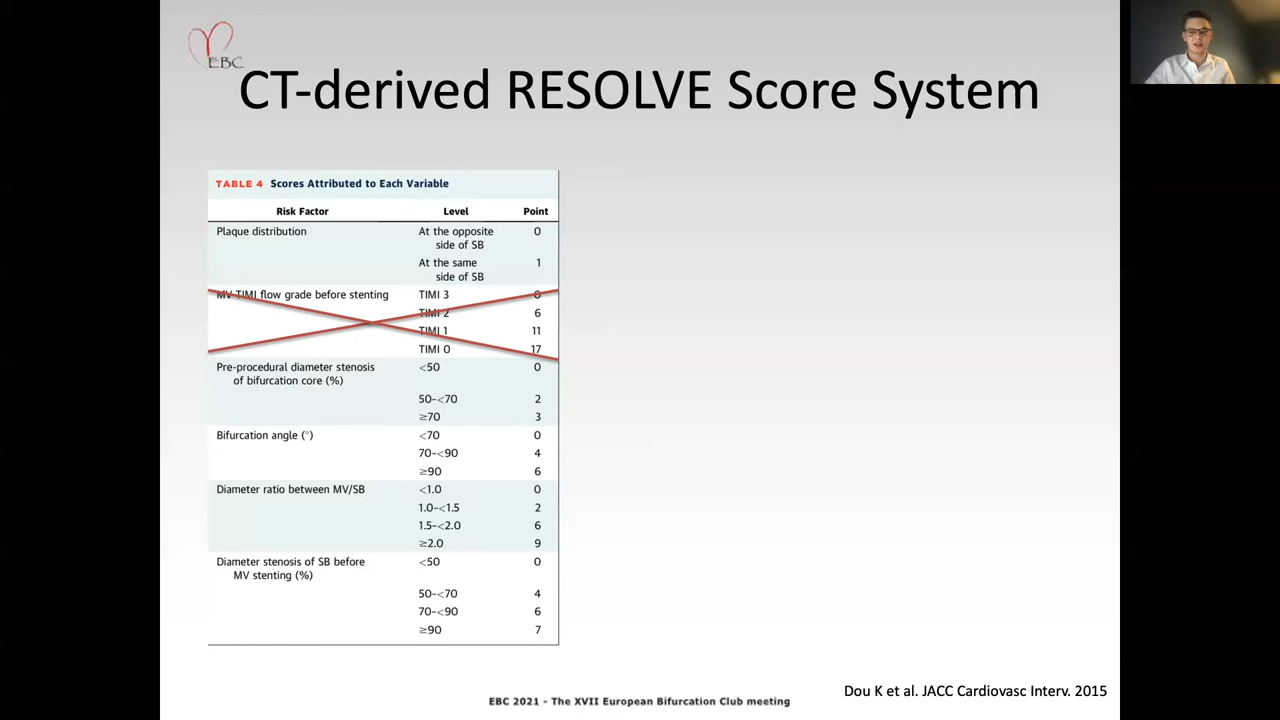 EBC
CT-derived RESOLVE Score System
TABLE 4 Scores Attributed to Each Variable
Risk Factor Level Point
Plaque distribution At the opposite 0
side of SB
At the same 1
side of SB
MV TIMI flow grade before stenting TIMI 3 0
TIMI 2 6
TIMI 1 11
TIMI 0 17
Pre-procedural diameter stenosis <50 0
of bifurcation core (%)
50-<70 2
≥70 3
Bifurcation angle (°) <70 0
70-<90 4
≥90 6
Diameter ratio between MV/SB <1.0 0
1.0-<1.5 2
1.5-<2.0 6
≥2.0 9
Diameter stenosis of SB before <50 0
MV stenting (%)
50-<70 4
70-<90 6
≥90 7
Dou K et al. JACC Cardiovasc Interv. 2015
EBC 2021 - The XVII European Bifurcation Club meeting